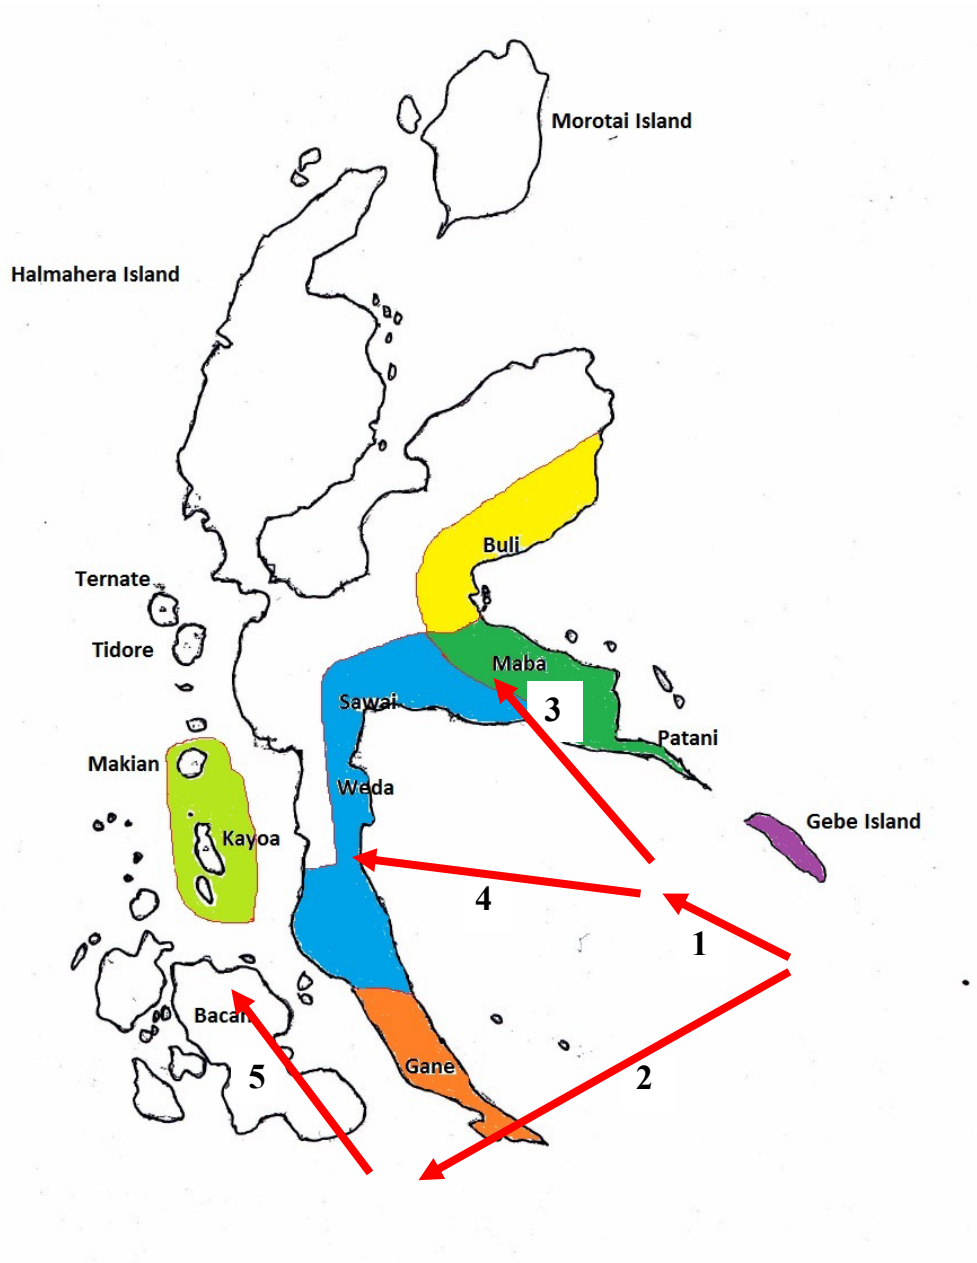 Morotai Island
Halmahera Island
Buli
Ternate
Tidore
Maba
Sawai
3
Patani
Makian
Weda
Gebe Island
Kayoa
4
1
Bacan
Gane
5
2